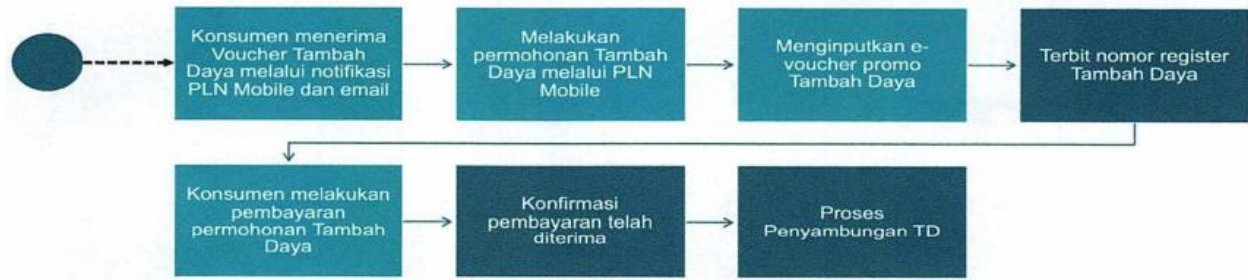 Konsumen menerima
Voucher Tambah
Daya melalui notifikasi
PLN Mobile dan email
Melakukan
permohonan Tambah
Daya melalui PLN
Mobile
Menginputkan e-
voucher promo
Tambah Daya
Terbit nomor register
Tambah Daya
Konsumen melakukan
pembayaran
permohonan Tambah
Daya
Konfirmasi
pembayaran telah
diterima
Proses
Penyambungan TD